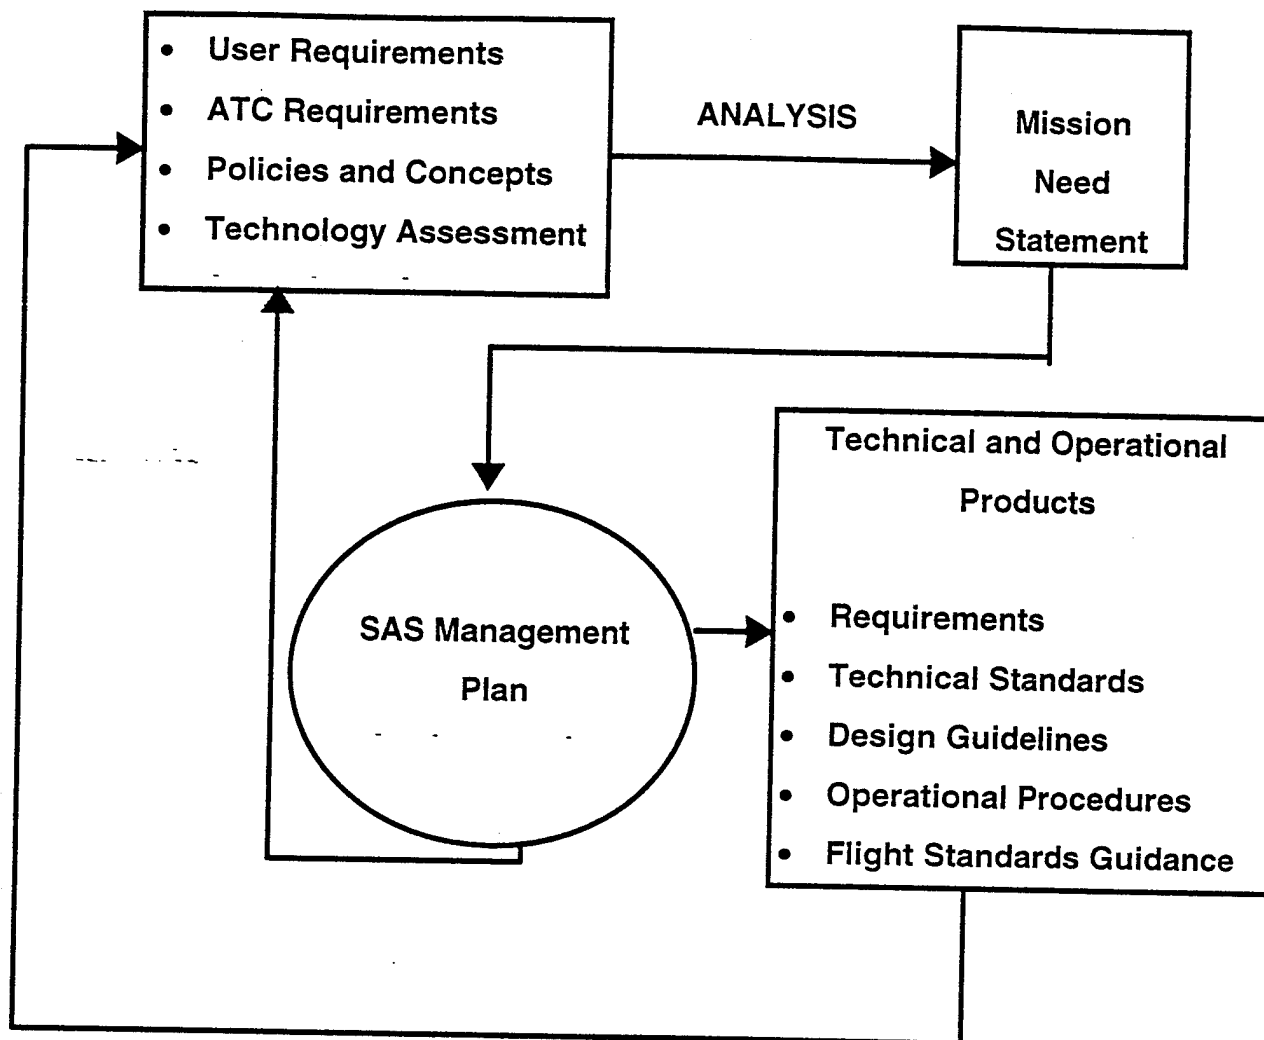 • User Requirements
• ATC Requirements
• Policies and Concepts
• Technology Assessment
ANALYSIS
Mission
Need
Statement
SAS Management
Plan
Technical and Operational
Products
• Requirements
• Technical Standards
• Design Guidelines
• Operational Procedures
• Flight Standards Guidance